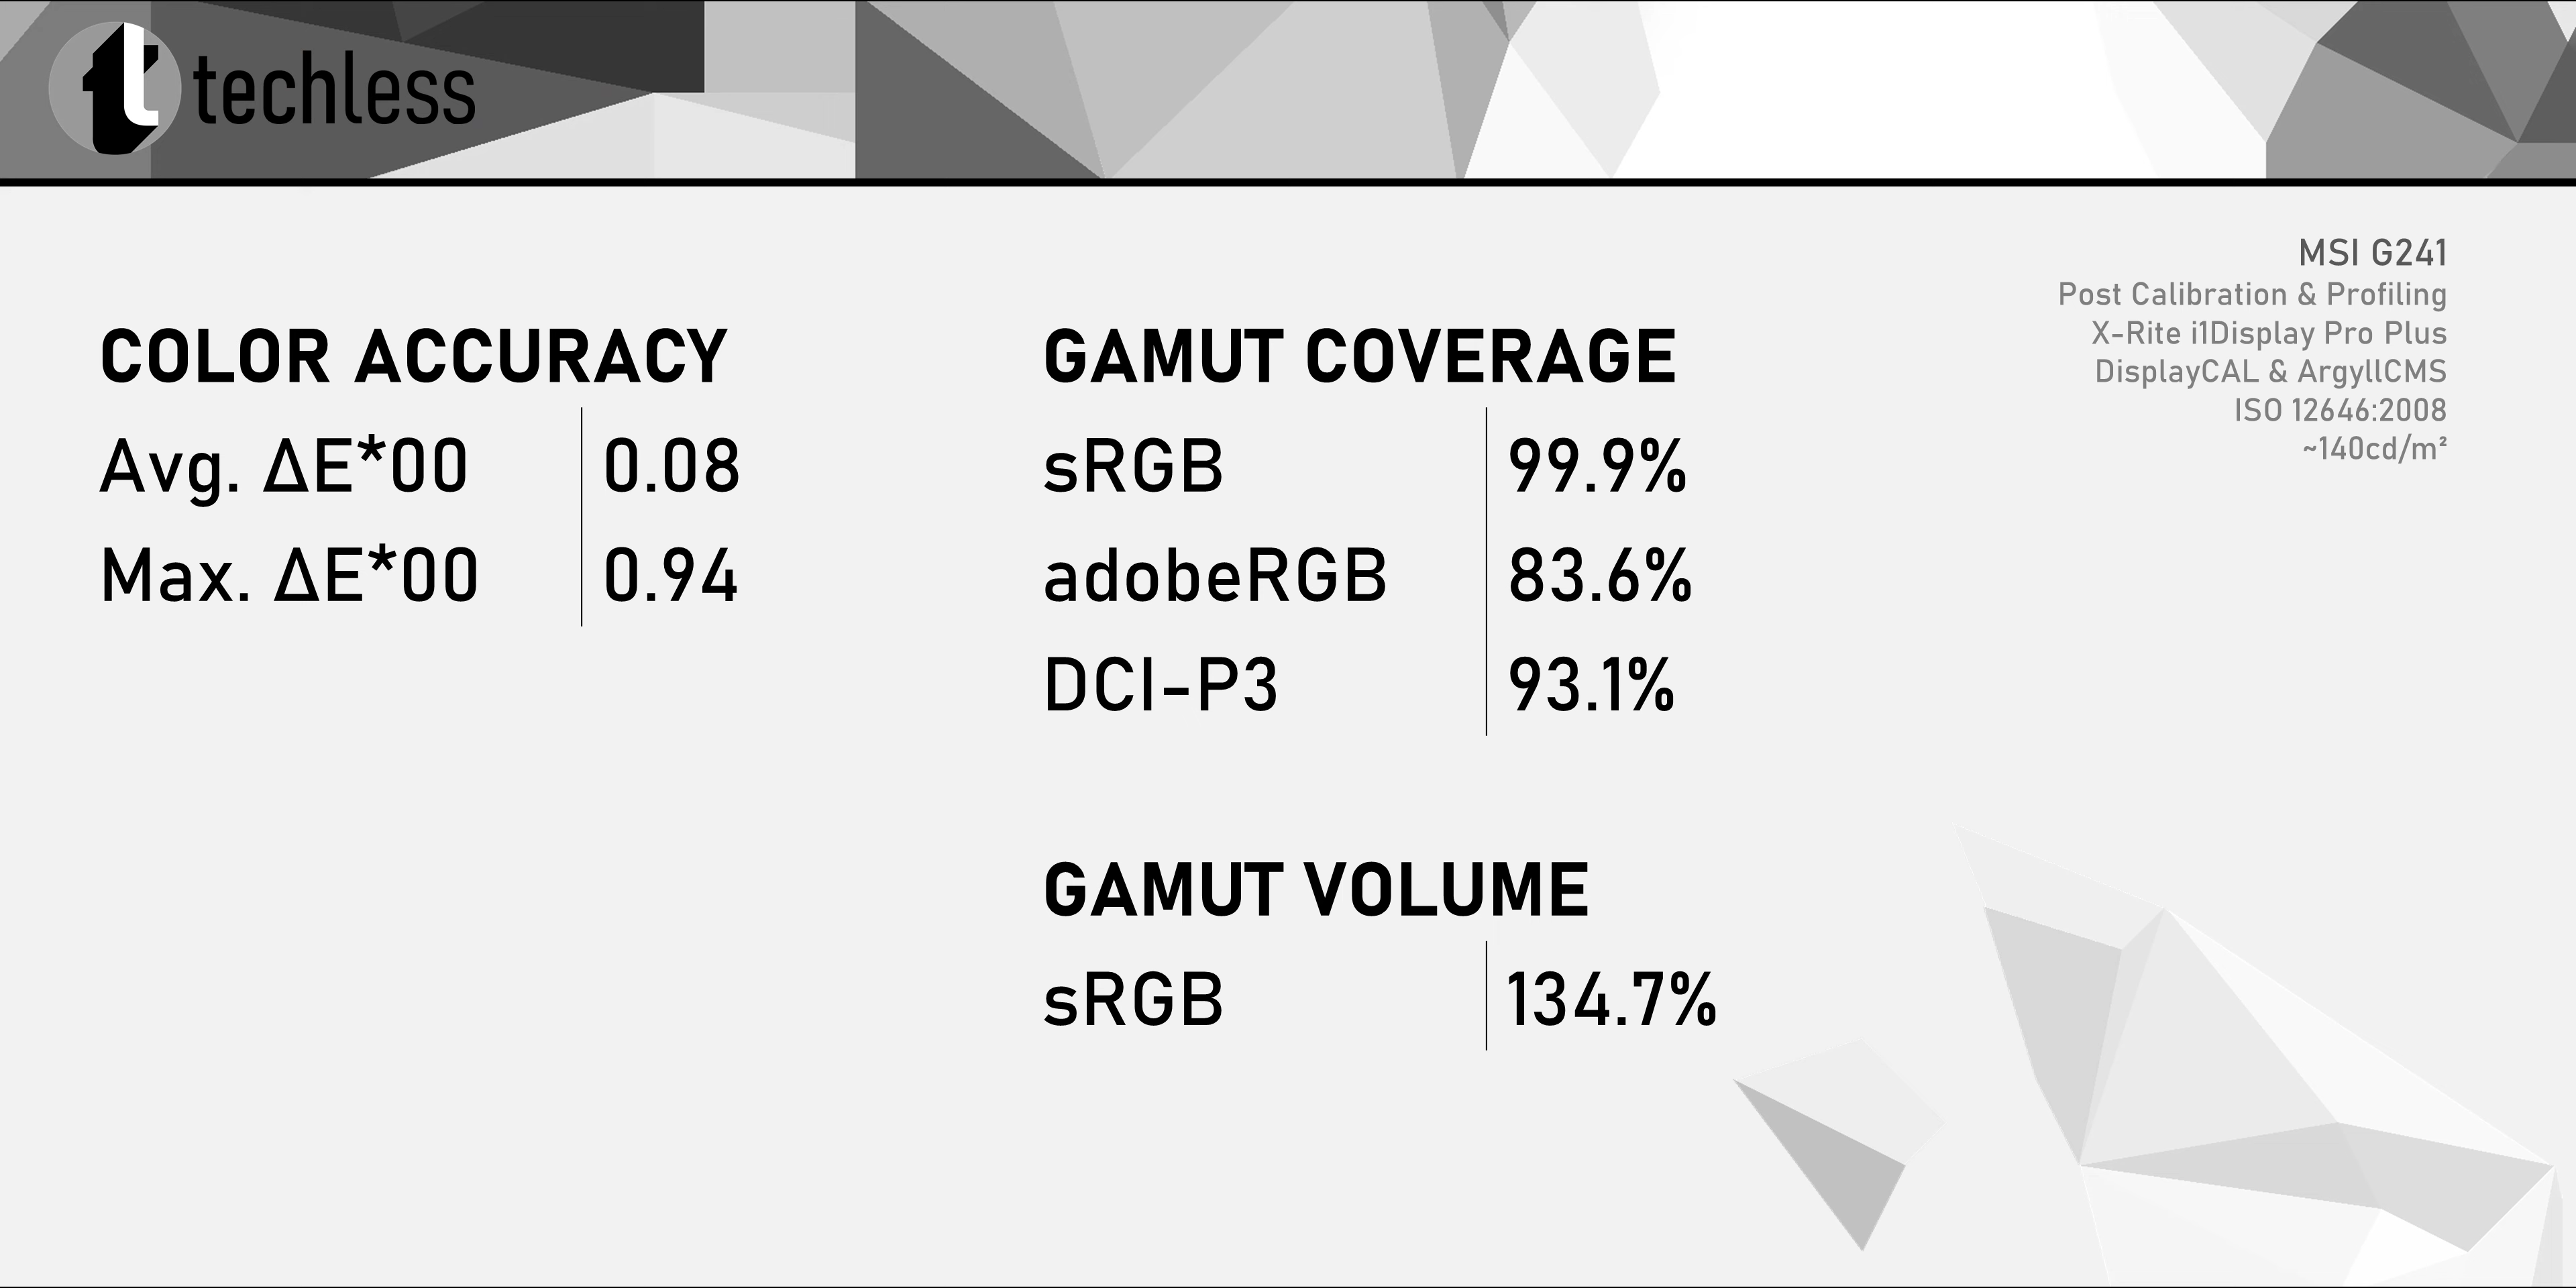 techless
MSI G241
Post Calibration & Profiling
X-Rite i1Display Pro Plus
DisplayCAL & ArgyllCMS
ISO 12646:2008
~140cd/m²
COLOR ACCURACY
Avg. ΔE*00 0.08
Max. ΔE*00 0.94
GAMUT COVERAGE
sRGB 99.9%
adobeRGB 83.6%
DCI-P3 93.1%
GAMUT VOLUME
sRGB 134.7%